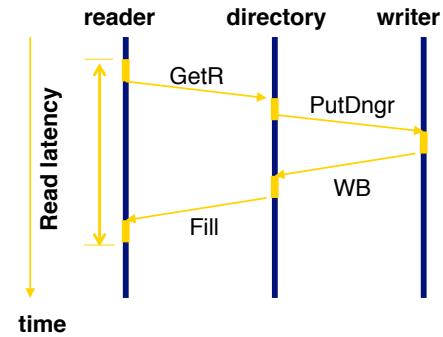 reader
directory
writer
GetR
PutDngr
Read latency
WB
Fill
time